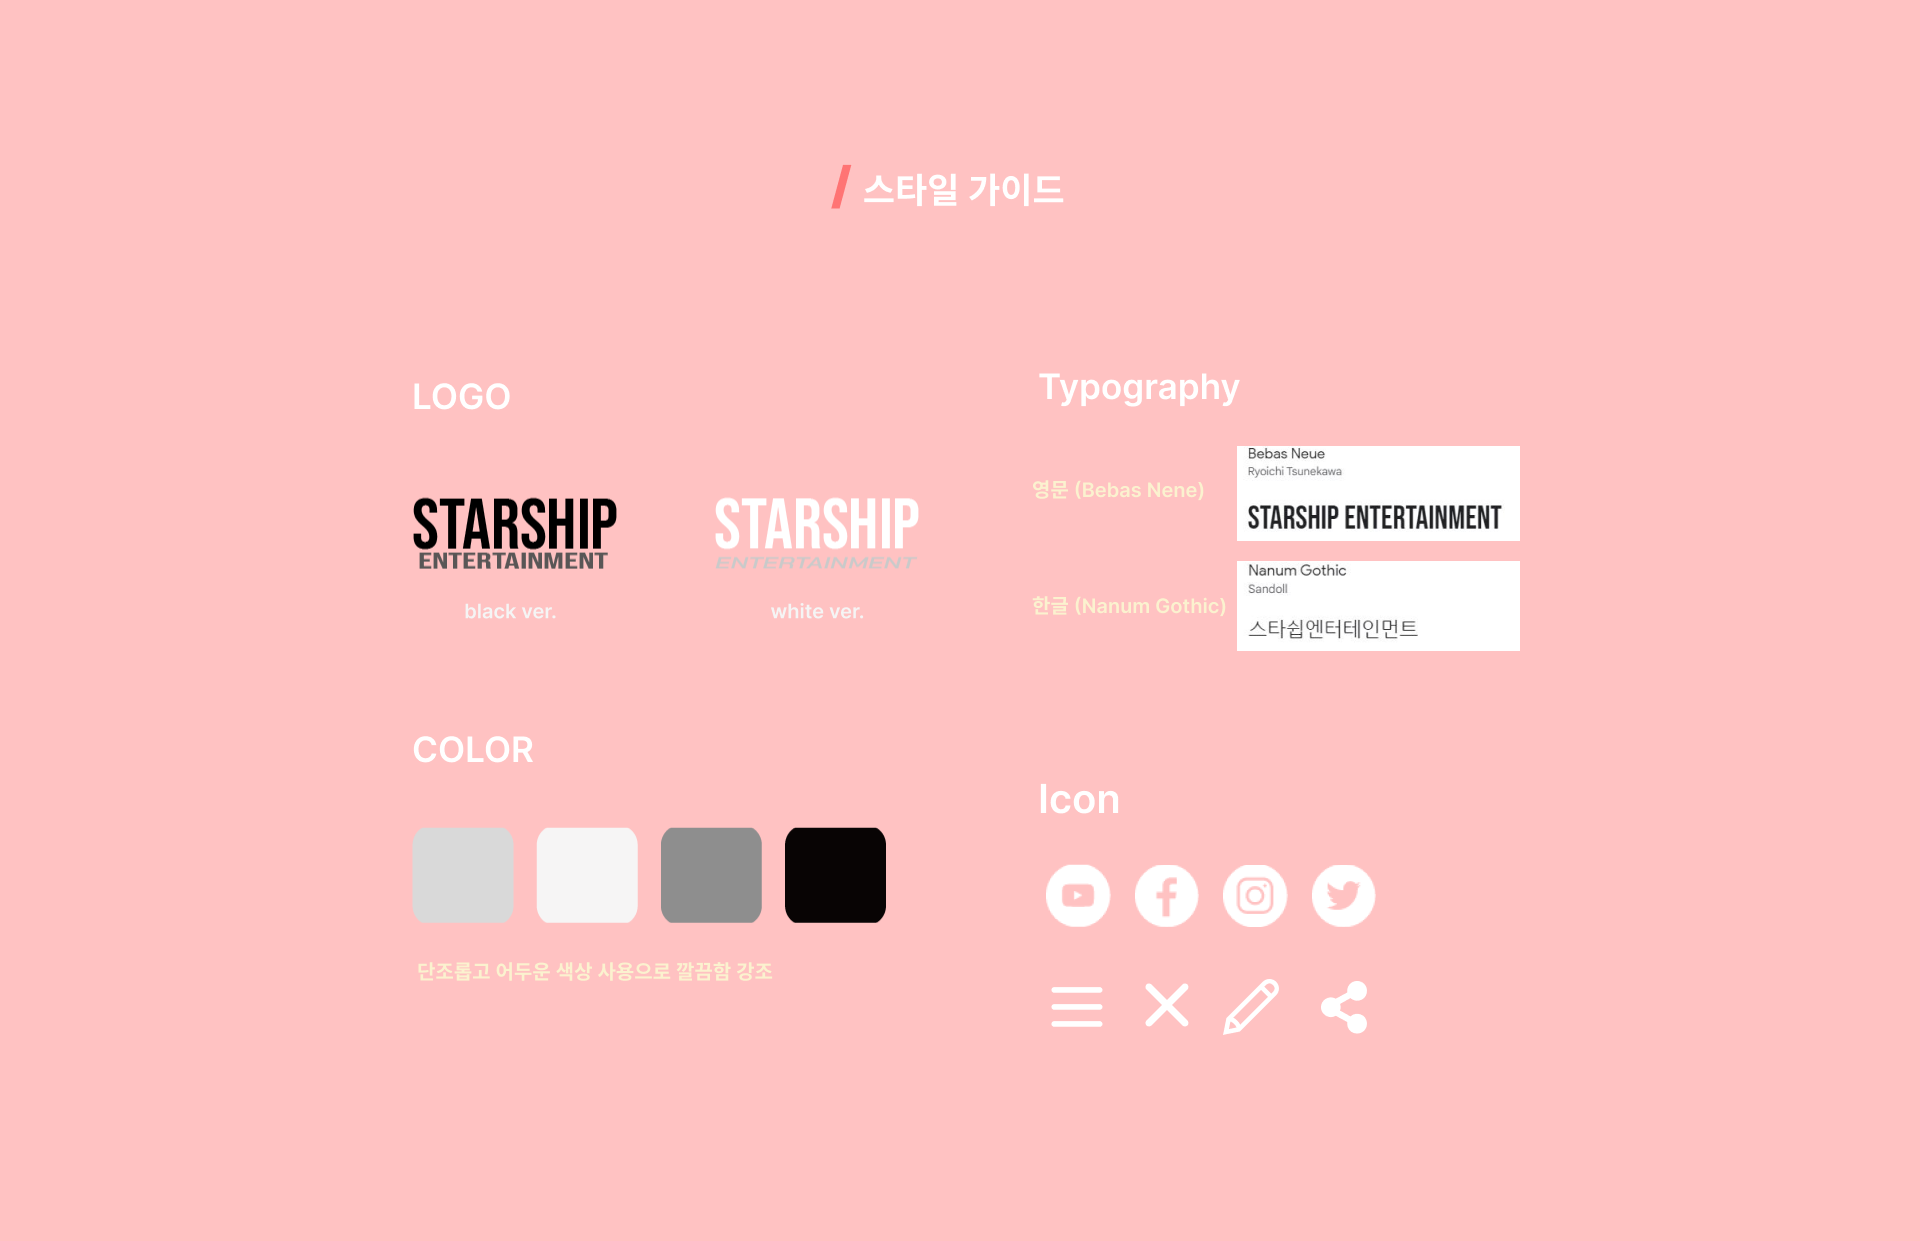 / 스타일 가이드
LOGO
STARSHIP
ENTERTAINMENT
black ver.
STARSHIP
ENTERTAINMENT
white ver.
Typography
영문 (Bebas Nene)
Bebas Neue
Ryoichi Tsunekawa
STARSHIP ENTERTAINMENT
한글 (Nanum Gothic)
Nanum Gothic
Sandoll
스타쉽엔터테인먼트
COLOR
단조롭고 어두운 색상 사용으로 깔끔함 강조
Icon